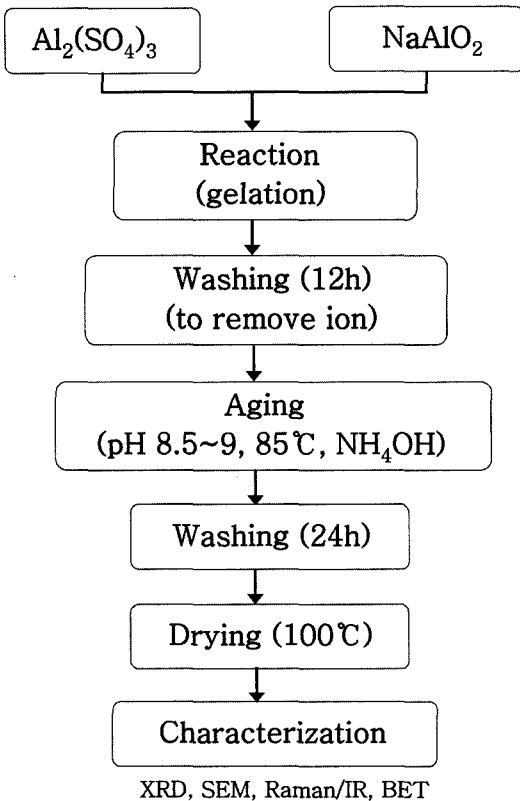 Al₂(SO₄)₃
NaAlO₂
Reaction
(gelation)
Washing (12h)
(to remove ion)
Aging
(pH 8.5~9, 85℃, NH₄OH)
Washing (24h)
Drying (100℃)
Characterization
XRD, SEM, Raman/IR, BET